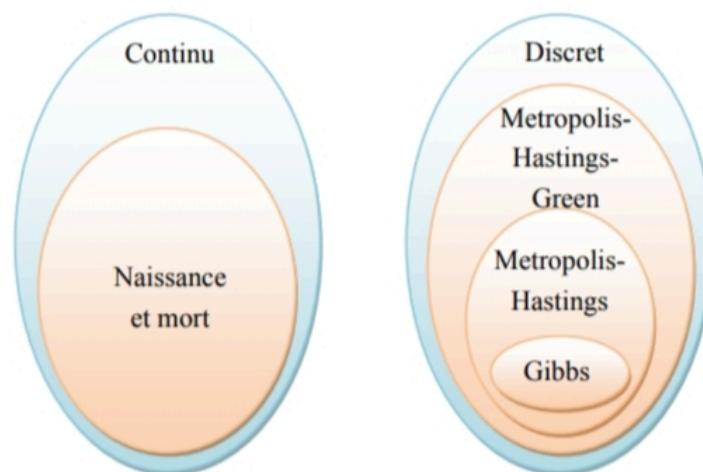 Continu
Naissance
et mort
Discret
Metropolis-
Hastings-
Green
Metropolis-
Hastings
Gibbs